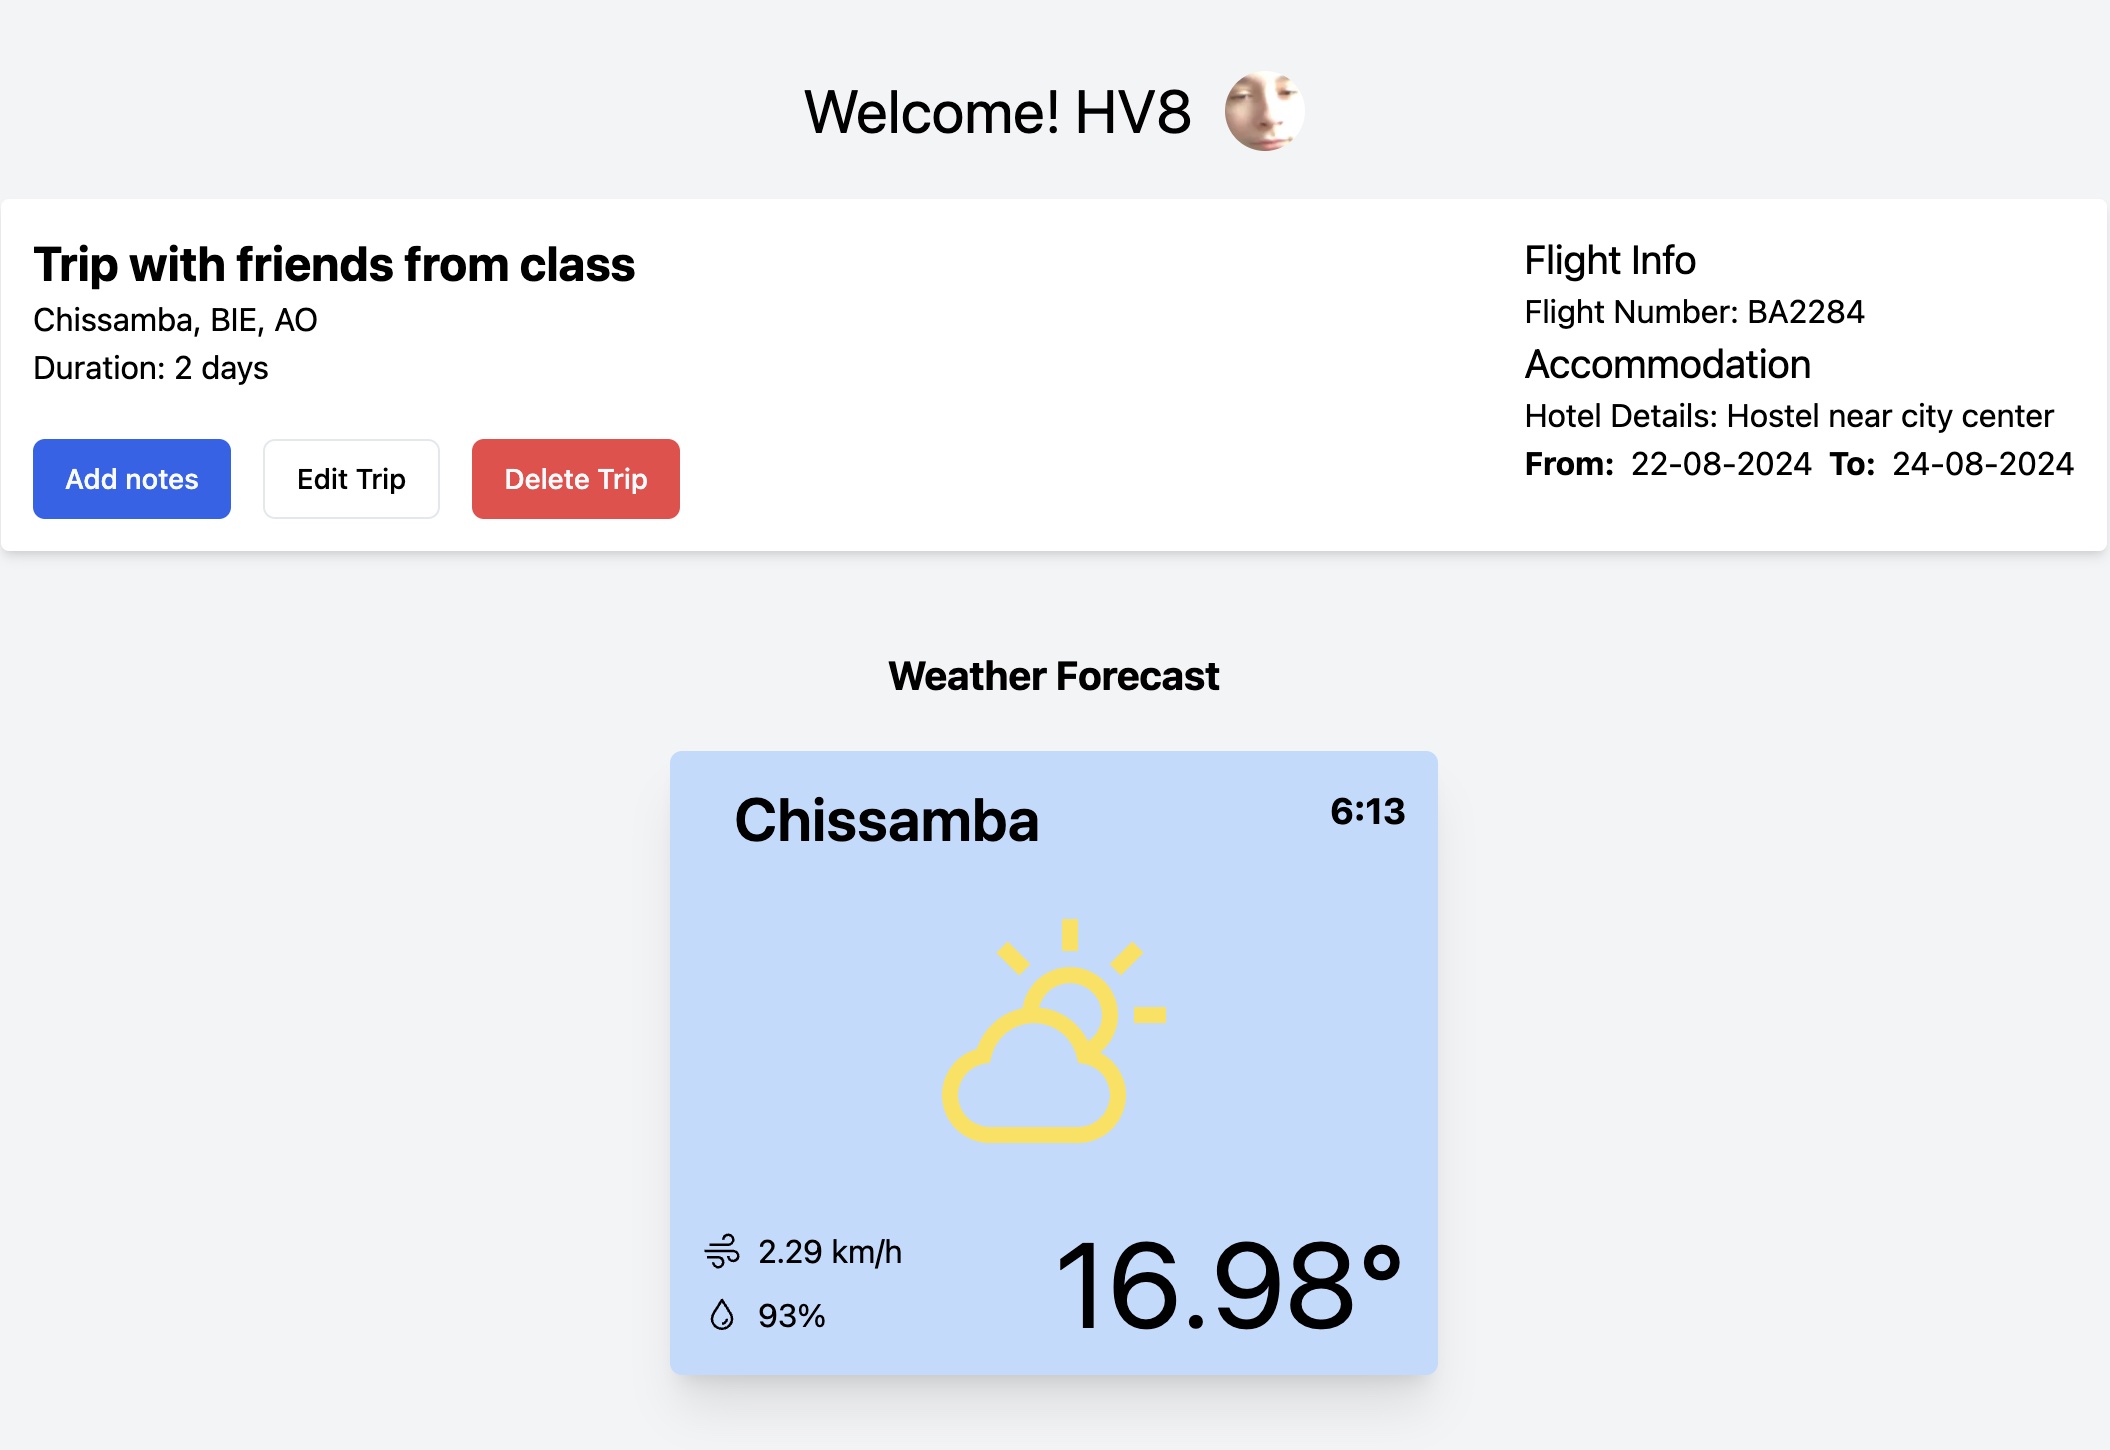 Welcome! HV8
Trip with friends from class
Chissamba, BIE, AO
Duration: 2 days
Add notes
Edit Trip
Delete Trip
Flight Info
Flight Number: BA2284
Accommodation
Hotel Details: Hostel near city center
From: 22-08-2024 To: 24-08-2024
Weather Forecast
Chissamba
6:13
2.29 km/h
93%
16.98°